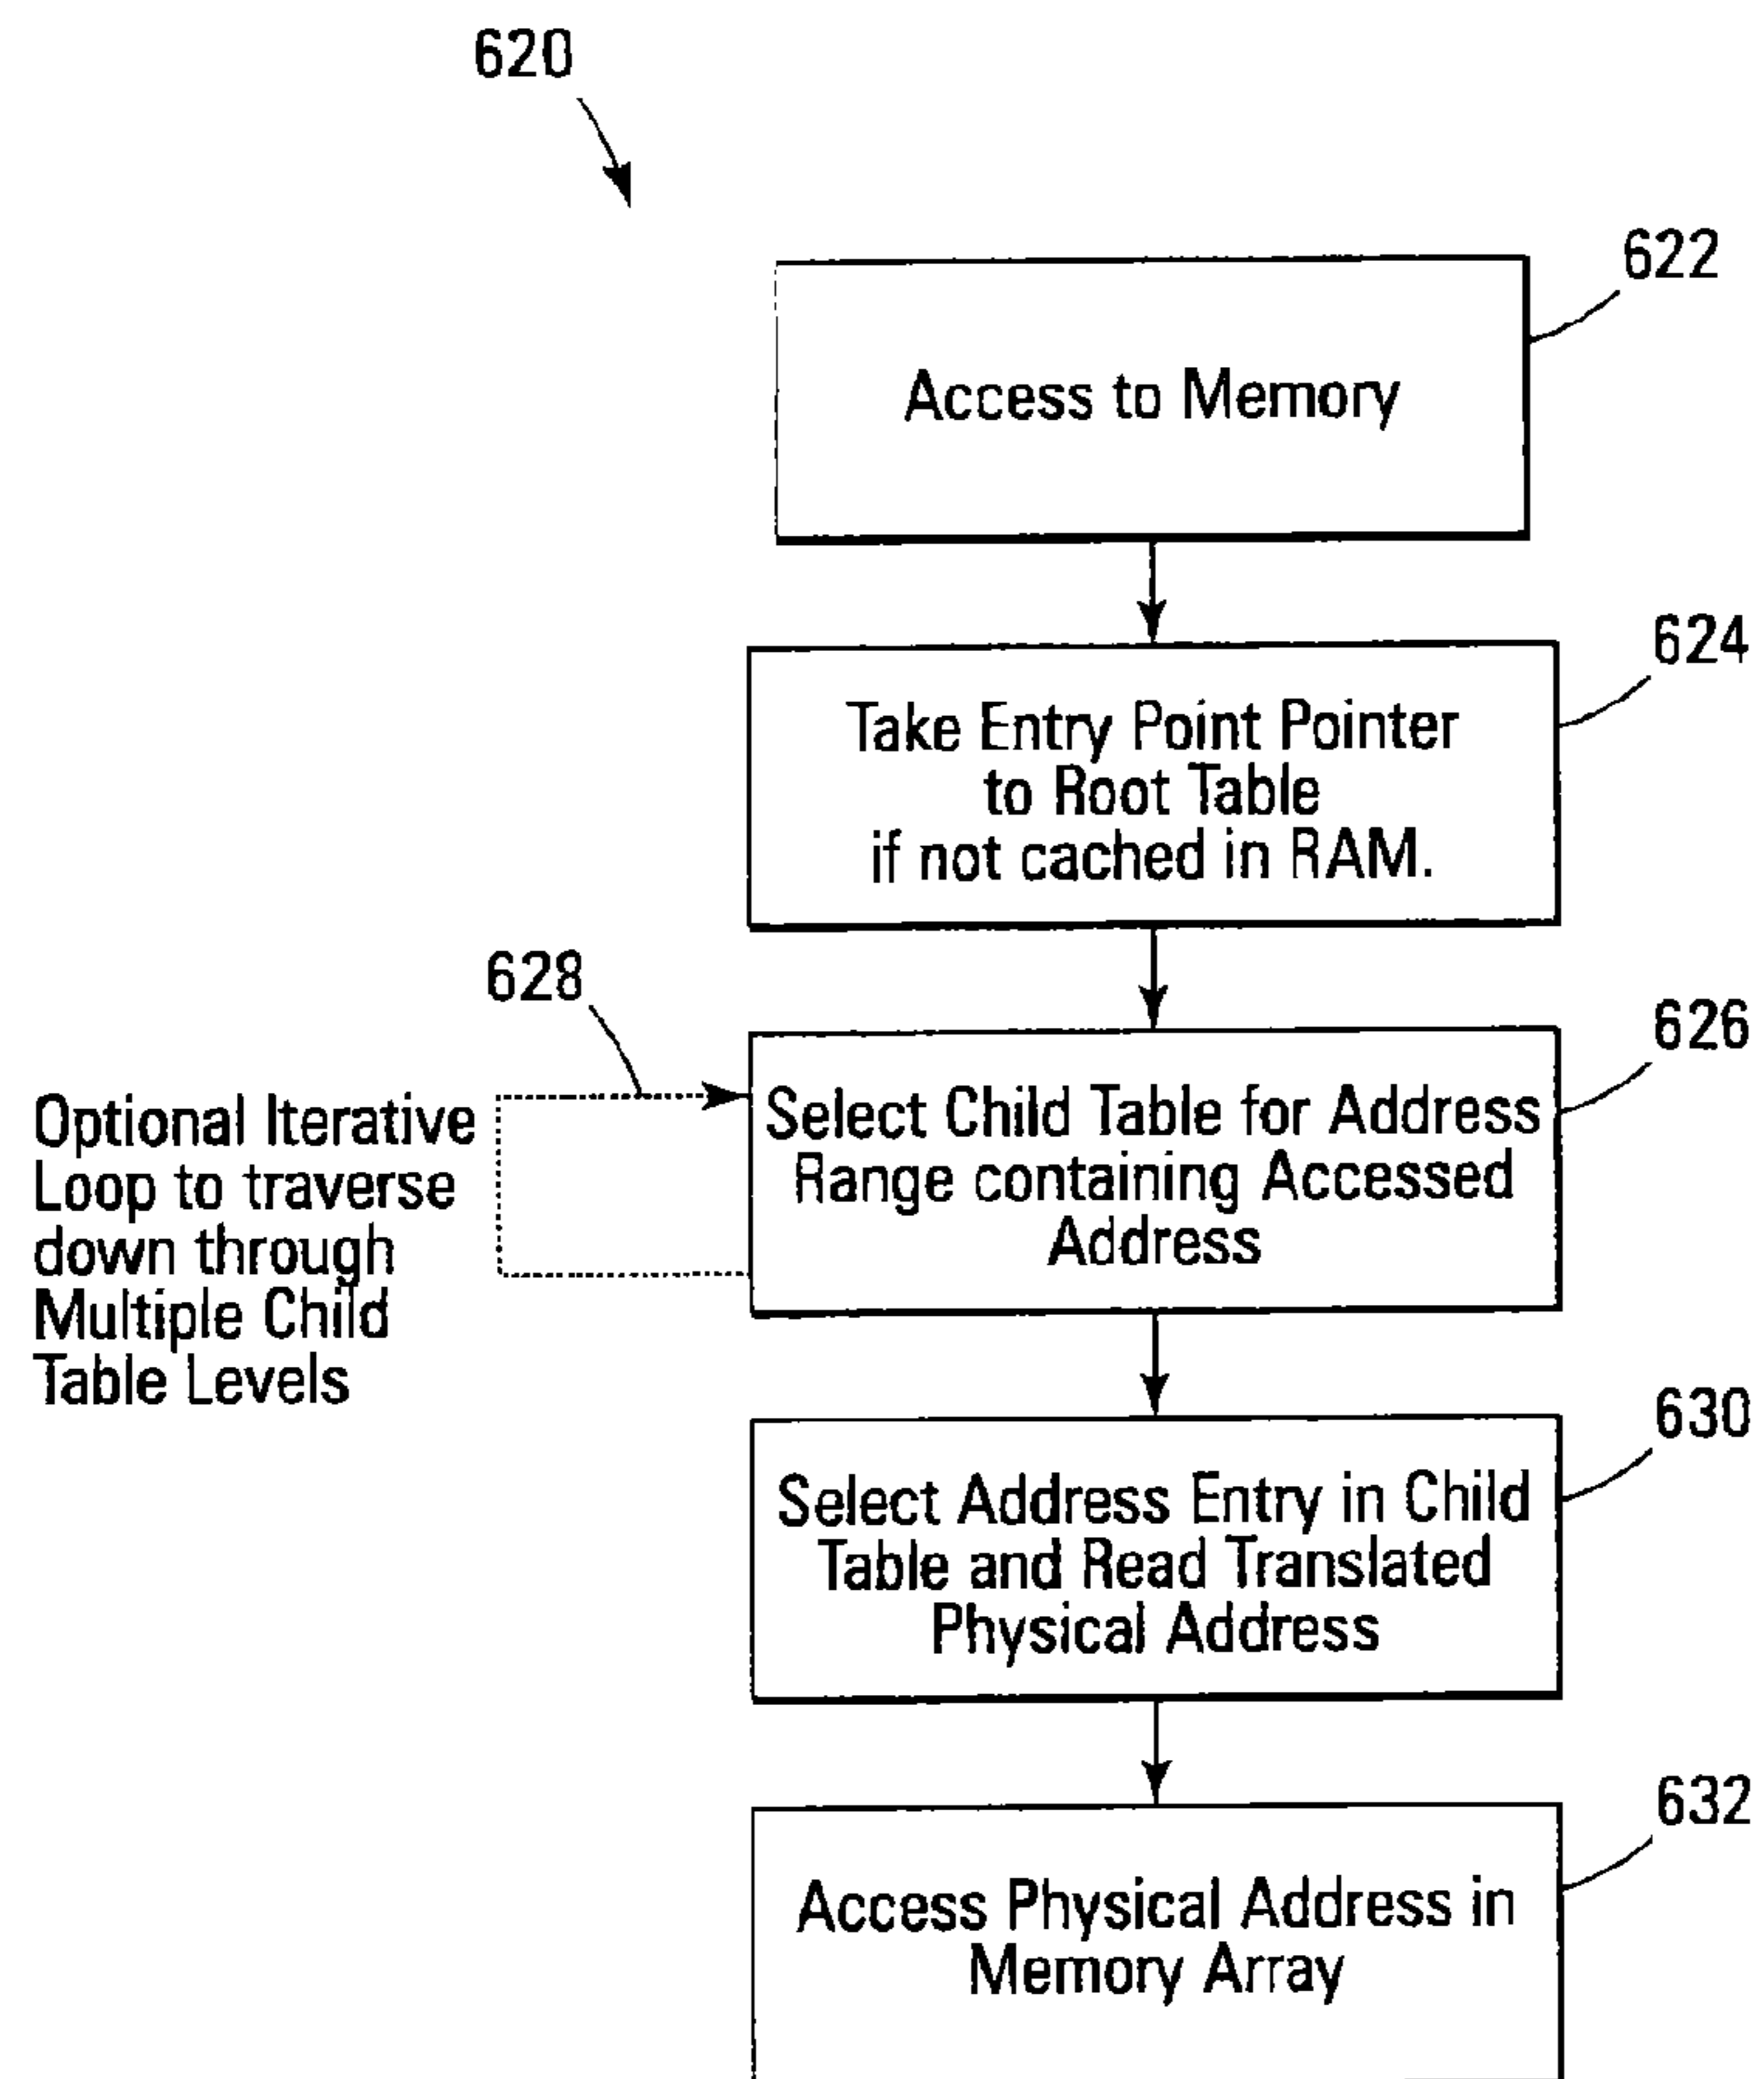 620
622
Access to Memory
624
Take Entry Point Pointer
to Root Table
if not cached in RAM.
628
626
Optional Iterative
Loop to traverse
down through
Multiple Child
Table Levels
Select Child Table for Address
Range containing Accessed
Address
630
Select Address Entry in Child
Table and Read Translated
Physical Address
632
Access Physical Address in
Memory Array